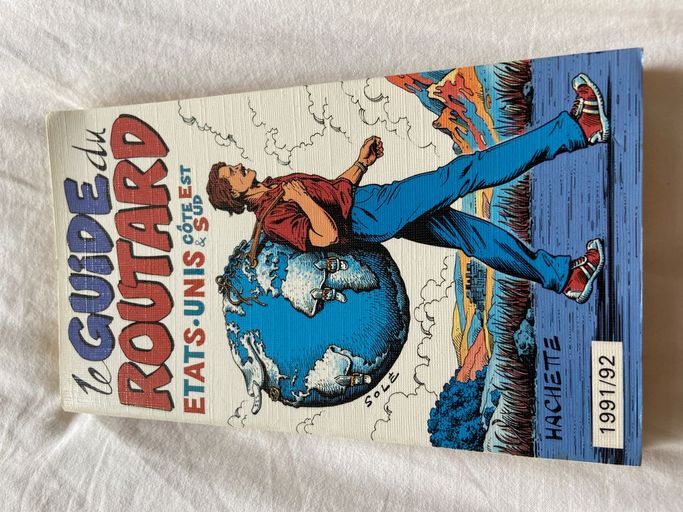 le GUIDE du
ROUTARD
ETATS-UNIS CÔTE EST
& SUD
SOLÉ
HACHETTE
1991/92